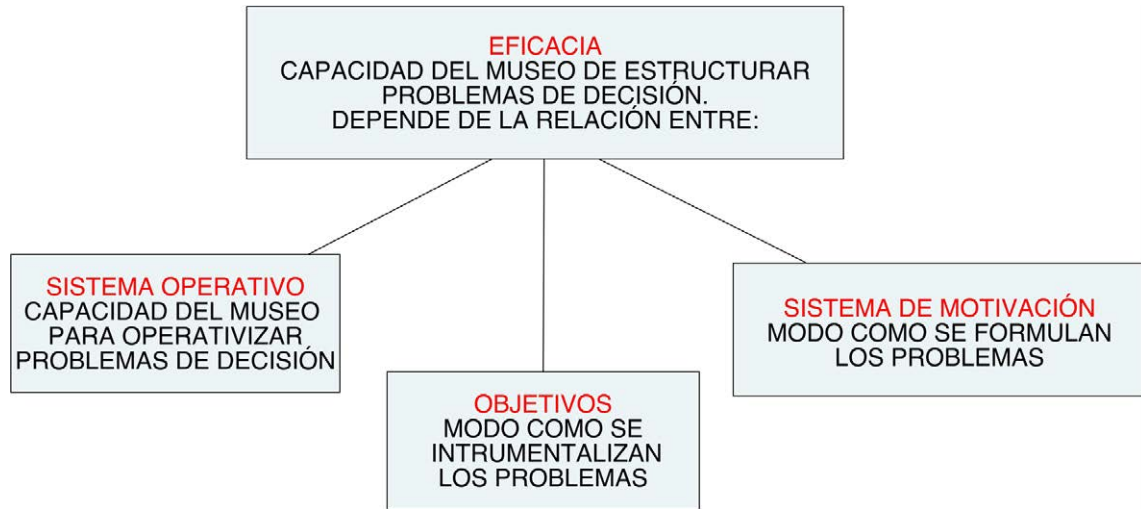 EFICACIA
CAPACIDAD DEL MUSEO DE ESTRUCTURAR
PROBLEMAS DE DECISIÓN.
DEPENDE DE LA RELACIÓN ENTRE:
SISTEMA OPERATIVO
CAPACIDAD DEL MUSEO
PARA OPERATIVIZAR
PROBLEMAS DE DECISIÓN
OBJETIVOS
MODO COMO SE
INTRUMENTALIZAN
LOS PROBLEMAS
SISTEMA DE MOTIVACIÓN
MODO COMO SE FORMULAN
LOS PROBLEMAS